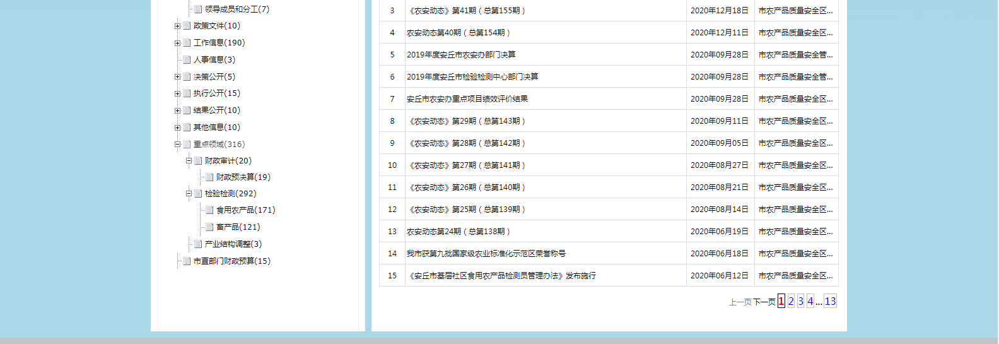 领导成员和分工(7)
政策文件(10)
工作信息(190)
人事信息(3)
决策公开(5)
执行公开(15)
结果公开(10)
其他信息(10)
重点领域(316)
财政审计(20)
财政预决算(19)
检验检测(292)
食用农产品(171)
畜产品(121)
产业结构调整(3)
市直部门财政预算(15)
3 《农安动态》第41期（总第155期） 2020年12月18日 市农产品质量安全区...
4 农安动态第40期（总第154期） 2020年12月11日 市农产品质量安全区...
5 2019年度安丘市农安办部门决算 2020年09月28日 市农产品质量安全管...
6 2019年度安丘市检验检测中心部门决算 2020年09月28日 市农产品质量安全管...
7 安丘市农安办重点项目绩效评价结果 2020年09月28日 市农产品质量安全区...
8 《农安动态》第29期（总第143期） 2020年09月11日 市农产品质量安全区...
9 《农安动态》第28期（总第142期） 2020年09月05日 市农产品质量安全区...
10 《农安动态》第27期（总第141期） 2020年08月27日 市农产品质量安全区...
11 《农安动态》第26期（总第140期） 2020年08月21日 市农产品质量安全区...
12 《农安动态》第25期（总第139期） 2020年08月14日 市农产品质量安全区...
13 农安动态第24期（总第138期） 2020年06月19日 市农产品质量安全区...
14 我市获第九批国家级农业标准化示范区荣誉称号 2020年06月18日 市农产品质量安全区...
15 《安丘市基层社区食用农产品检测员管理办法》发布施行 2020年06月12日 市农产品质量安全区...
上一页 下一页 1 2 3 4 ... 13